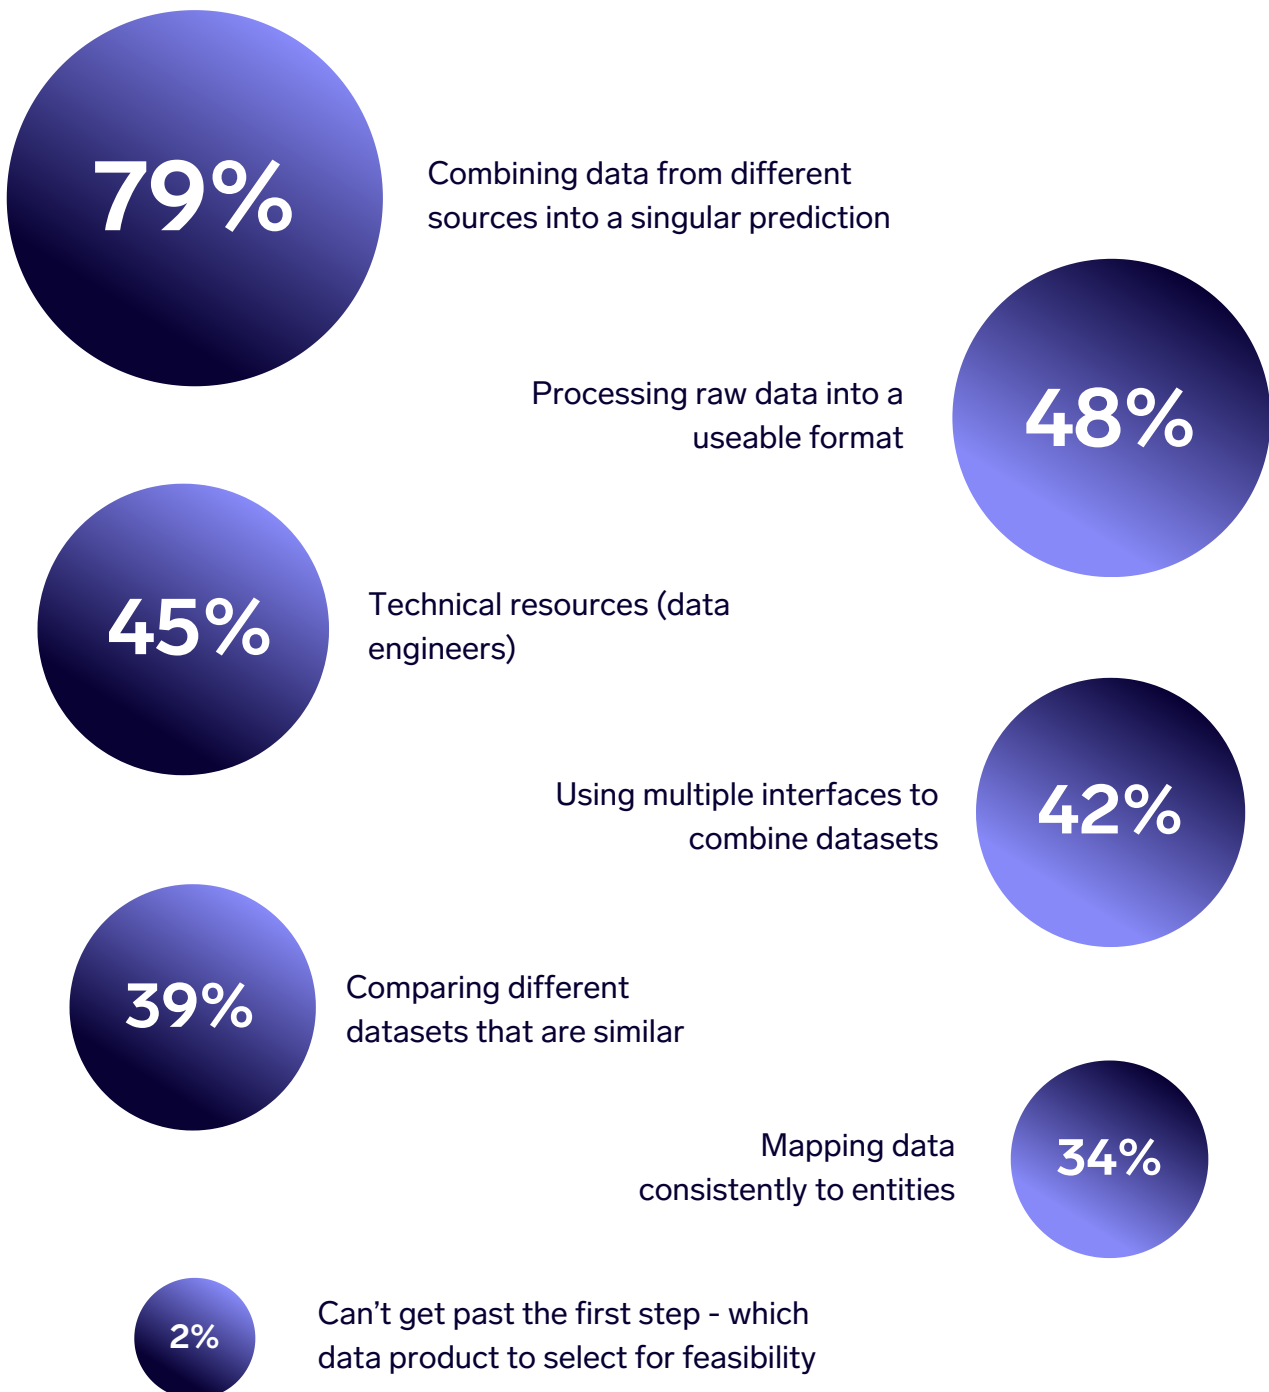 79%
Combining data from different
sources into a singular prediction
Processing raw data into a
useable format
48%
45%
Technical resources (data
engineers)
Using multiple interfaces to
combine datasets
42%
39%
Comparing different
datasets that are similar
Mapping data
consistently to entities
34%
2%
Can’t get past the first step - which
data product to select for feasibility